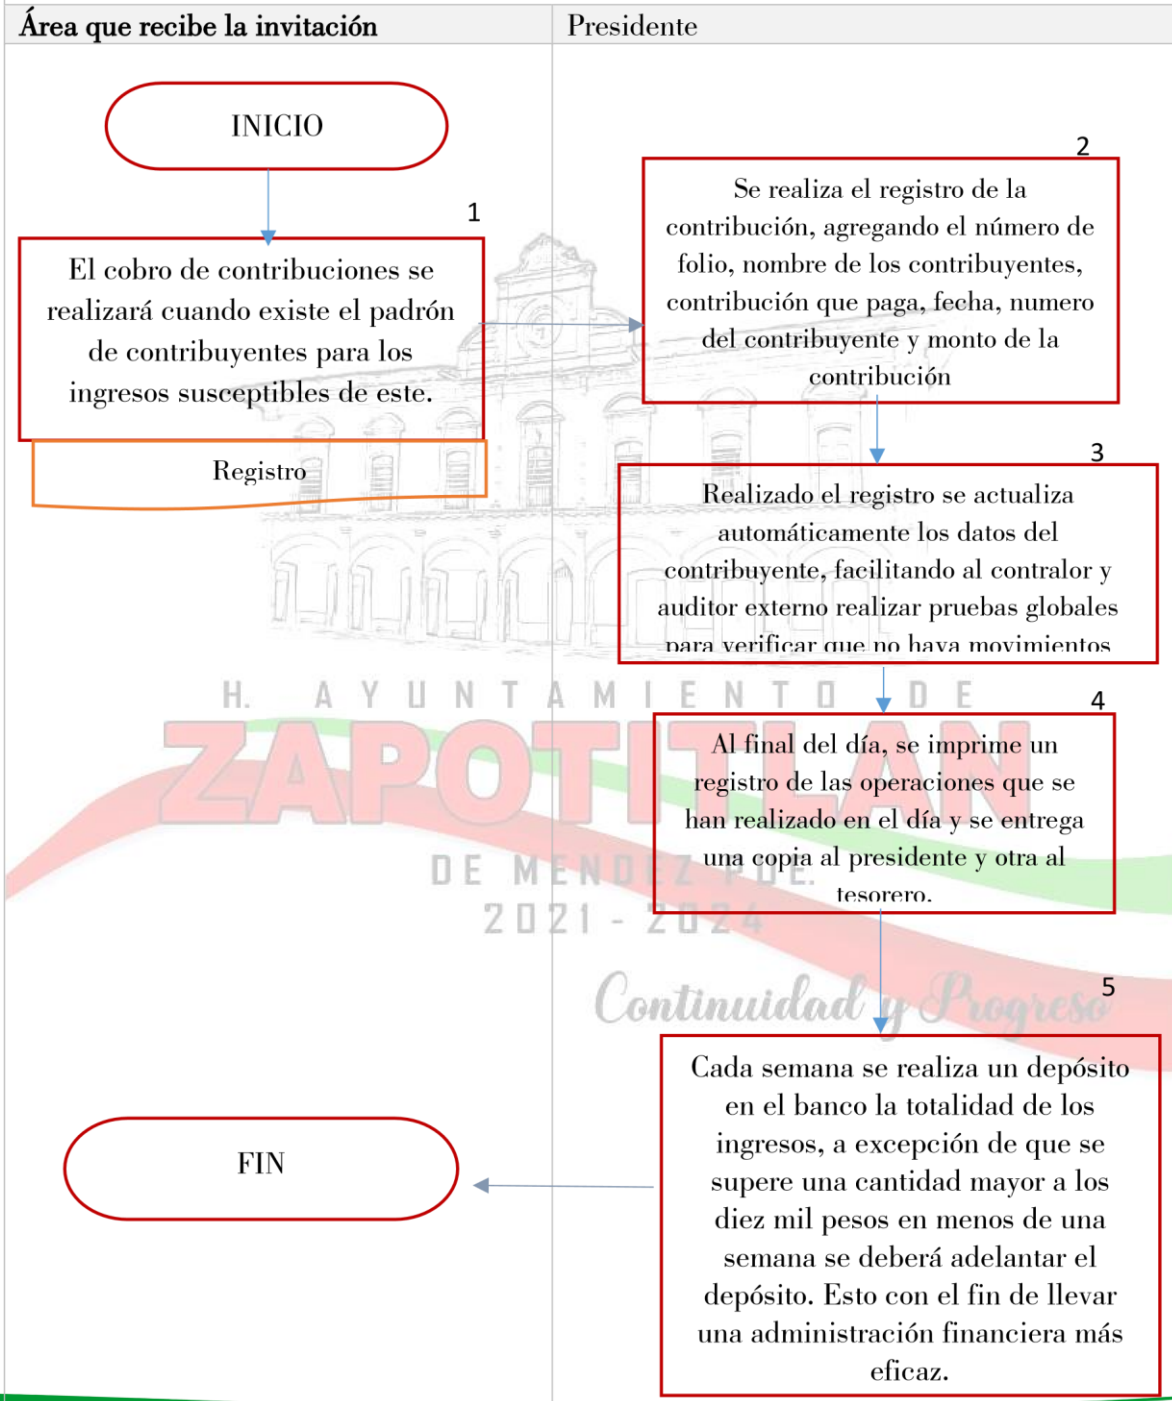 Área que recibe la invitación
Presidente
INICIO
1
El cobro de contribuciones se
realizará cuando existe el padrón
de contribuyentes para los
ingresos susceptibles de este.
Registro
2
Se realiza el registro de la
contribución, agregando el número de
folio, nombre de los contribuyentes,
contribución que paga, fecha, numero
del contribuyente y monto de la
contribución
3
Realizado el registro se actualiza
automáticamente los datos del
contribuyente, facilitando al contralor y
auditor externo realizar pruebas globales
para verificar que no haya movimientos
4
Al final del día, se imprime un
registro de las operaciones que se
han realizado en el día y se entrega
una copia al presidente y otra al
tesorero.
5
Cada semana se realiza un depósito
en el banco la totalidad de los
ingresos, a excepción de que se
supere una cantidad mayor a los
diez mil pesos en menos de una
semana se deberá adelantar el
depósito. Esto con el fin de llevar
una administración financiera más
eficaz.
FIN
H. AYUNTAMIENTO DE
ZAPOTITLAN
DE MENDEZ PUE.
2021 - 2024
Continuidad y Progreso